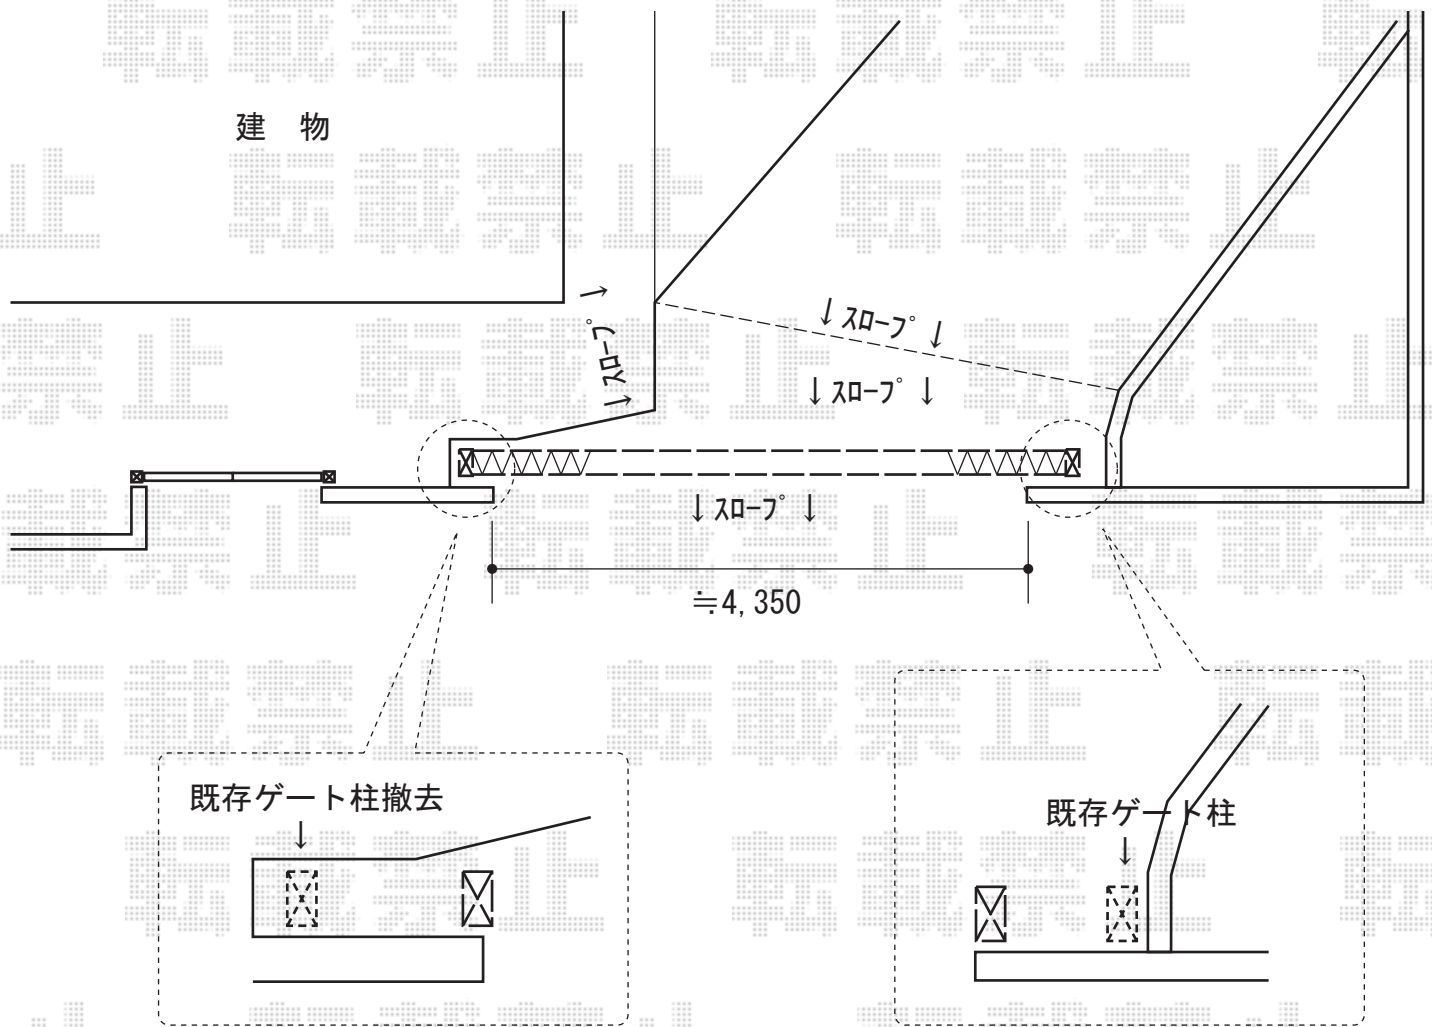 転載禁止
建　物
↓ ｽﾛｰﾌﾟ ↓
↓ ｽﾛｰﾌﾟ ↓
↓ ｽﾛｰﾌﾟ ↓
↓ ｽﾛｰﾌﾟ ↓
≒4,350
既存ゲート柱撤去
↓
既存ゲート柱
↓